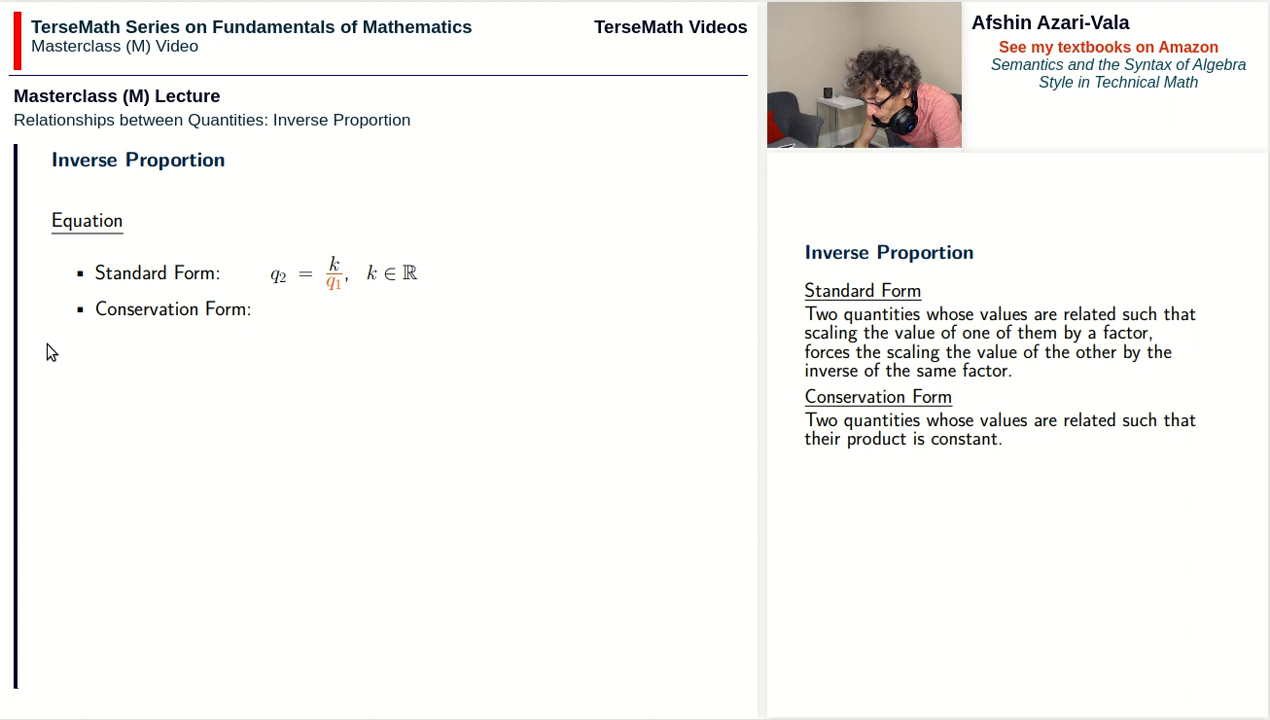 TerseMath Series on Fundamentals of Mathematics
Masterclass (M) Video
TerseMath Videos
Masterclass (M) Lecture
Relationships between Quantities: Inverse Proportion
Inverse Proportion
Equation
▪ Standard Form: q₂ = k/q₁, k ∈ ℝ
▪ Conservation Form:
Afshin Azari-Vala
See my textbooks on Amazon
Semantics and the Syntax of Algebra
Style in Technical Math
Inverse Proportion
Standard Form
Two quantities whose values are related such that
scaling the value of one of them by a factor,
forces the scaling the value of the other by the
inverse of the same factor.
Conservation Form
Two quantities whose values are related such that
their product is constant.